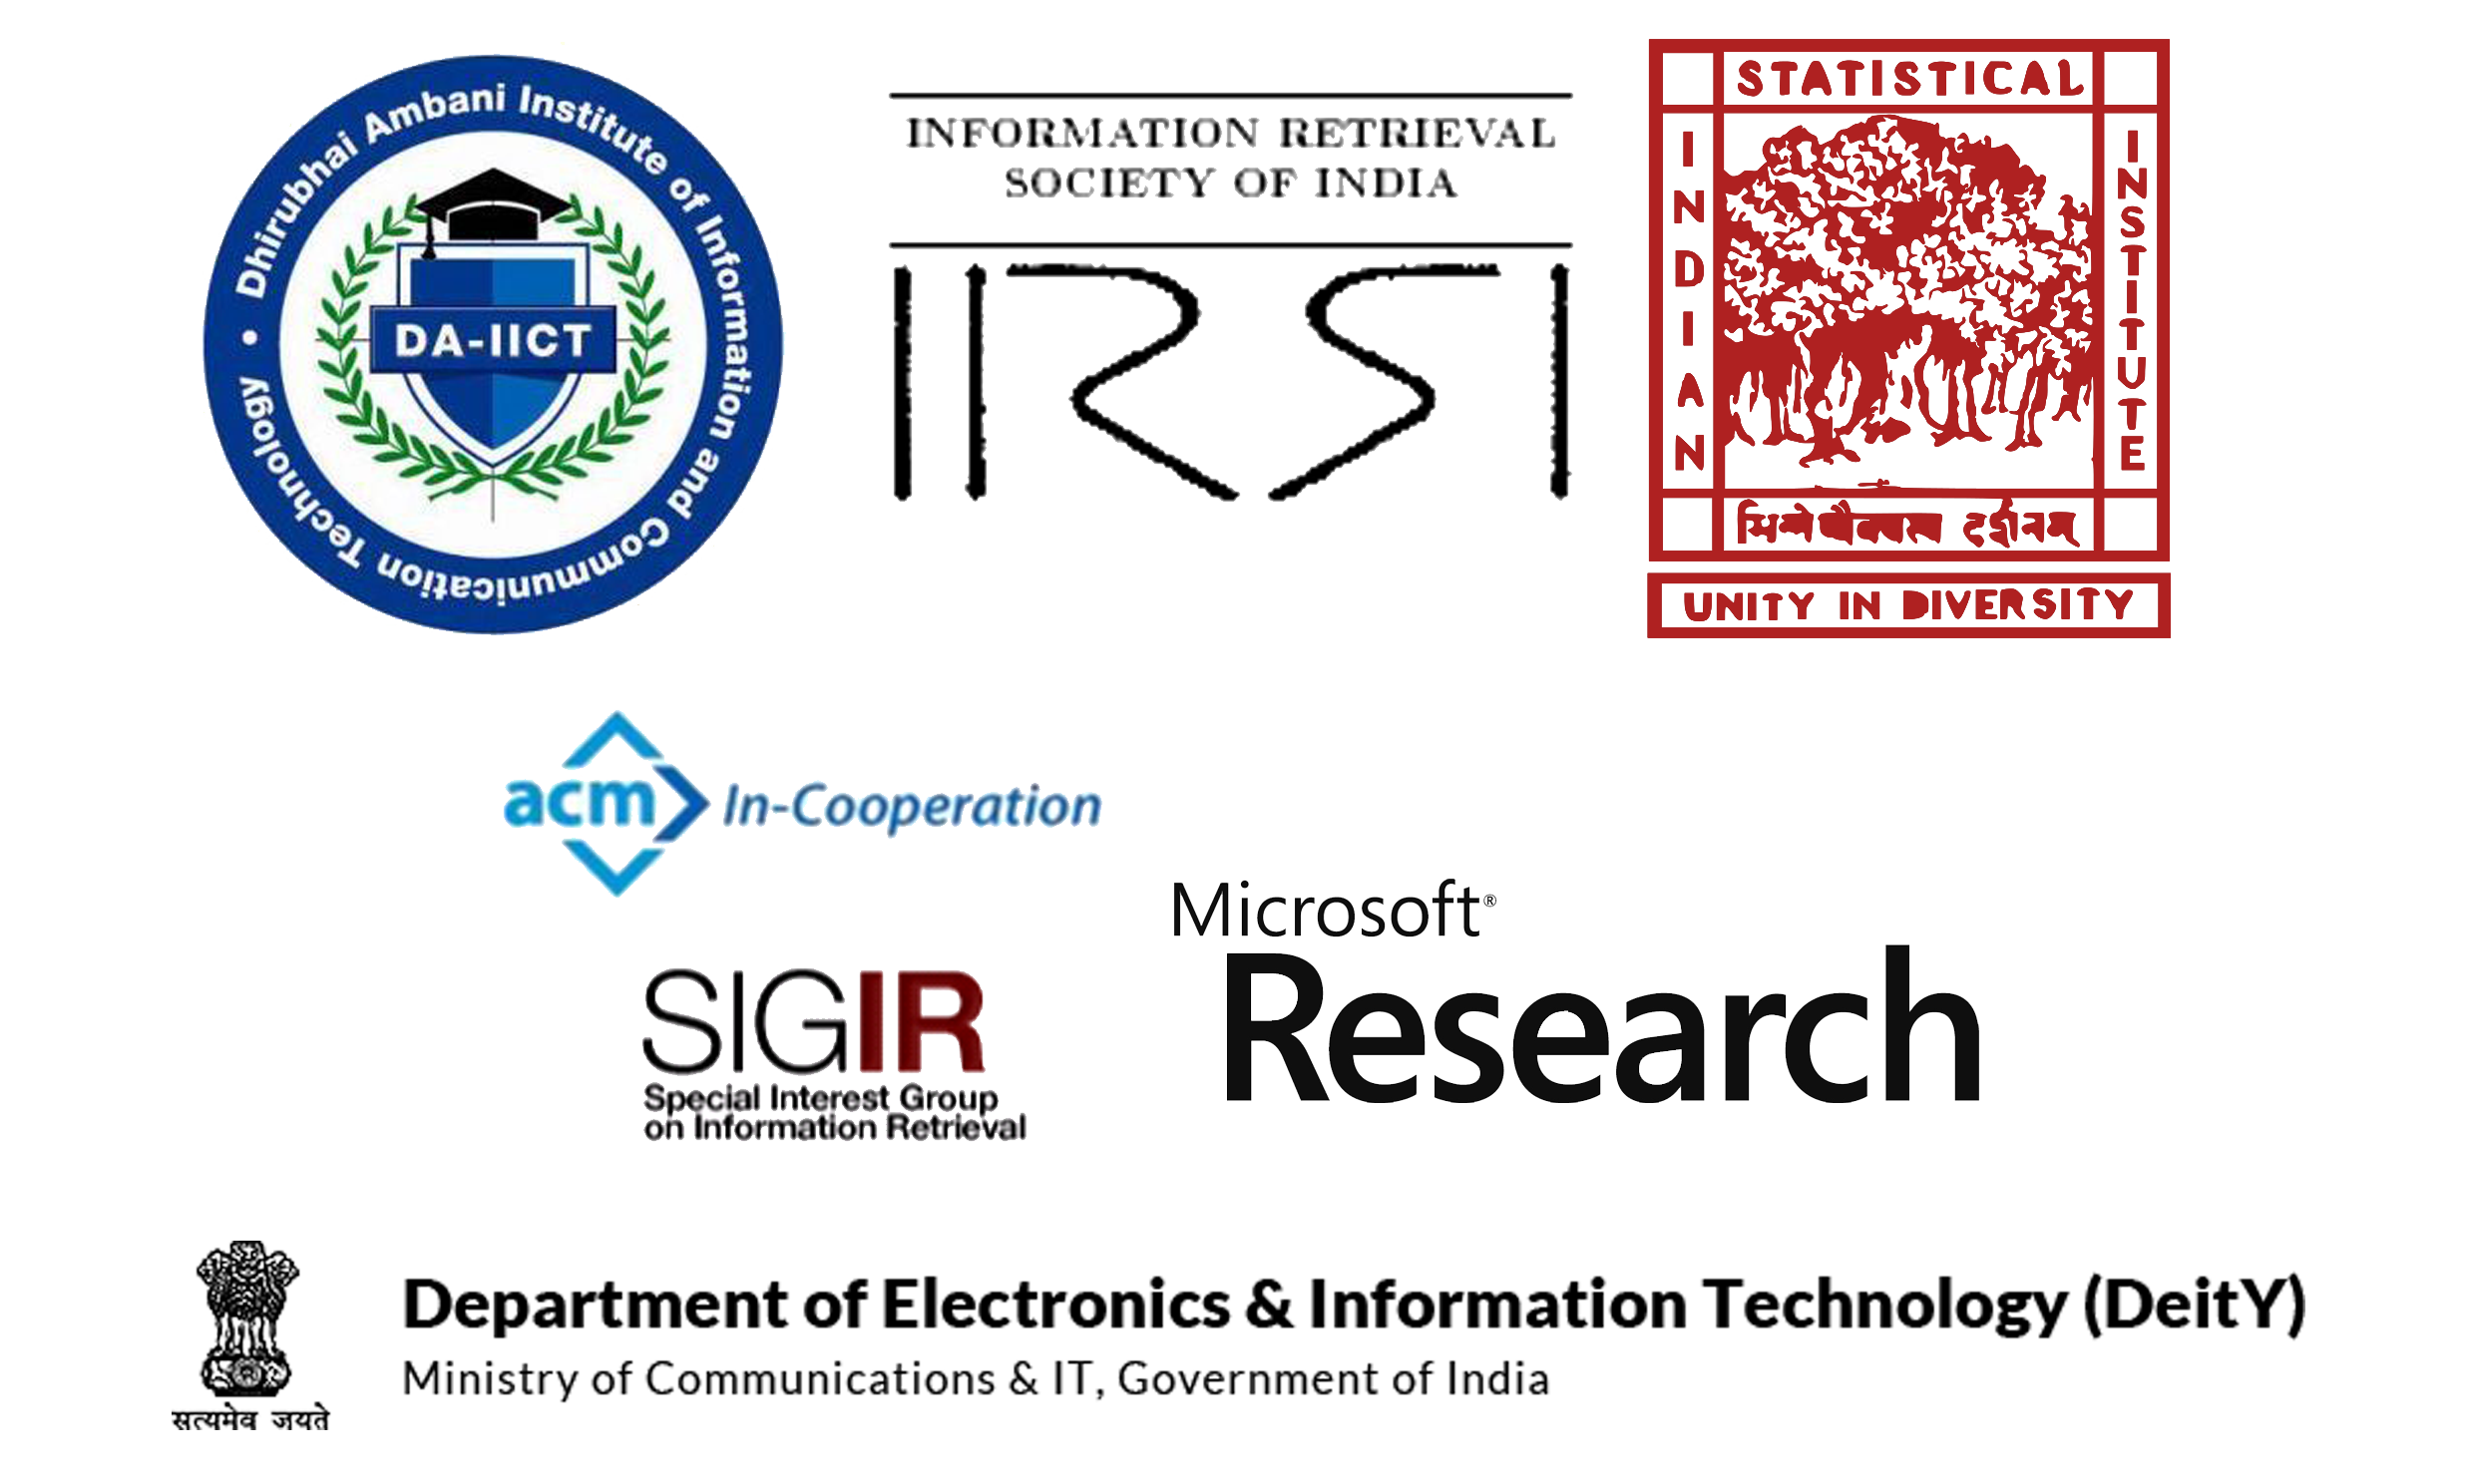 Dhirubhai Ambani Institute of Information and Communication Technology •
DA-IICT
INFORMATION RETRIEVAL
SOCIETY OF INDIA
IRSI
STATISTICAL
INDIAN
INSTITUTE
UNITY IN DIVERSITY
acm In-Cooperation
Microsoft®
Research
SIGIR
Special Interest Group
on Information Retrieval
Department of Electronics & Information Technology (DeitY)
Ministry of Communications & IT, Government of India
सत्यमेव जयते